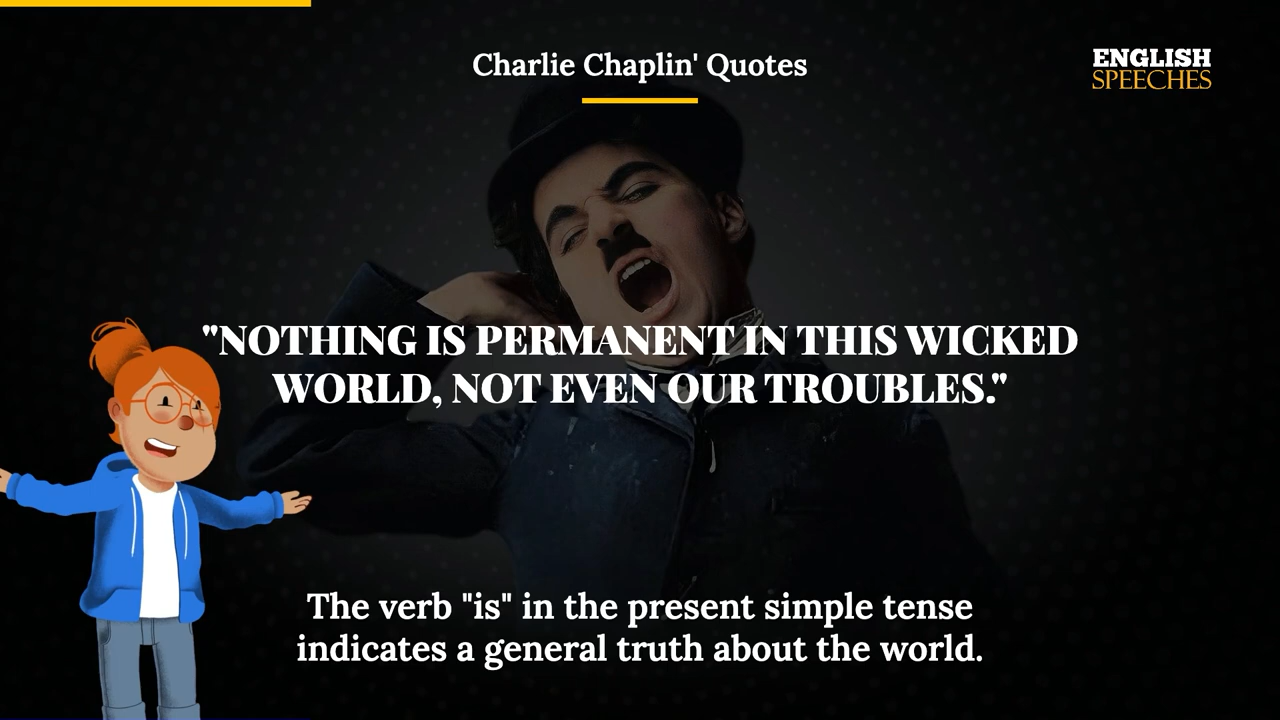 Charlie Chaplin' Quotes
ENGLISH
SPEECHES
"NOTHING IS PERMANENT IN THIS WICKED
WORLD, NOT EVEN OUR TROUBLES."
The verb "is" in the present simple tense
indicates a general truth about the world.